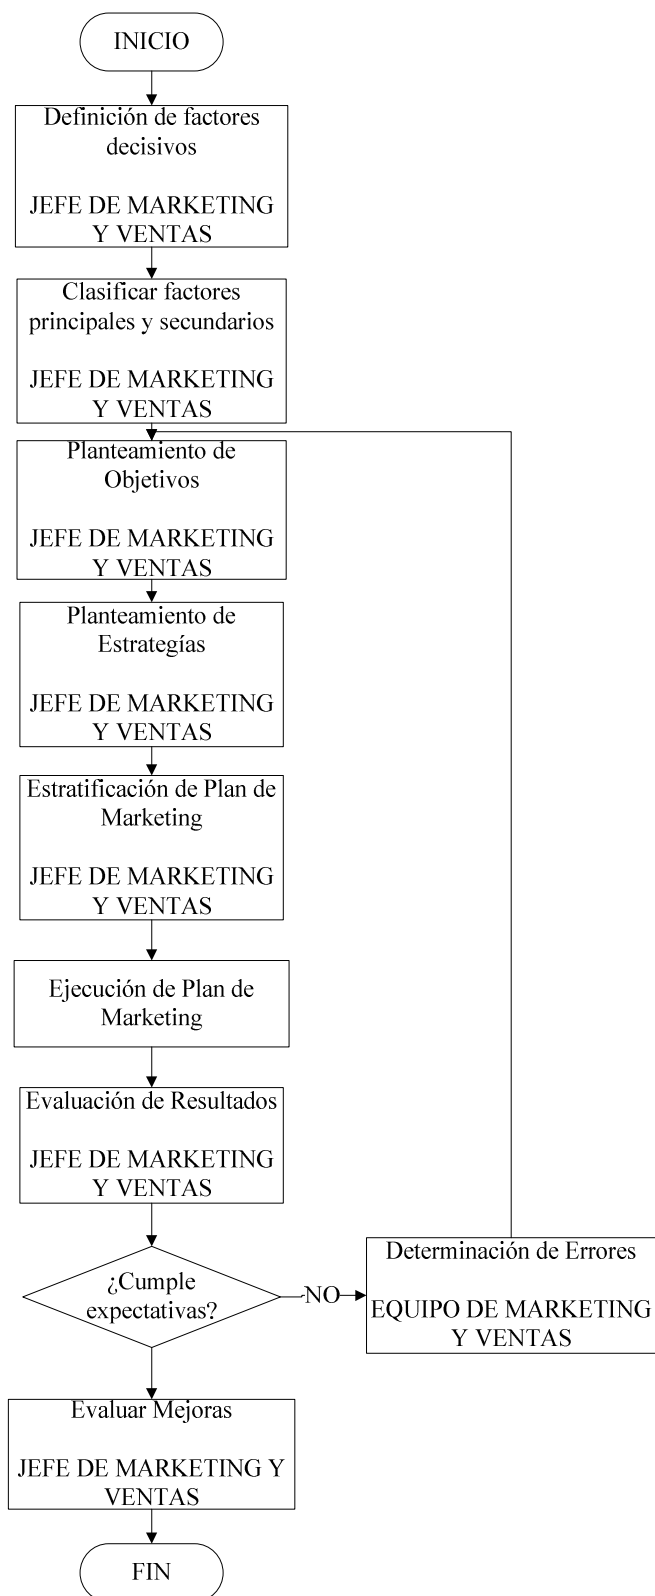 INICIO
Definición de factores
decisivos
JEFE DE MARKETING
Y VENTAS
Clasificar factores
principales y secundarios
JEFE DE MARKETING
Y VENTAS
Planteamiento de
Objetivos
JEFE DE MARKETING
Y VENTAS
Planteamiento de
Estrategías
JEFE DE MARKETING
Y VENTAS
Estratificación de Plan de
Marketing
JEFE DE MARKETING
Y VENTAS
Ejecución de Plan de
Marketing
Evaluación de Resultados
JEFE DE MARKETING
Y VENTAS
¿Cumple
expectativas?
NO
Determinación de Errores
EQUIPO DE MARKETING
Y VENTAS
Evaluar Mejoras
JEFE DE MARKETING Y
VENTAS
FIN